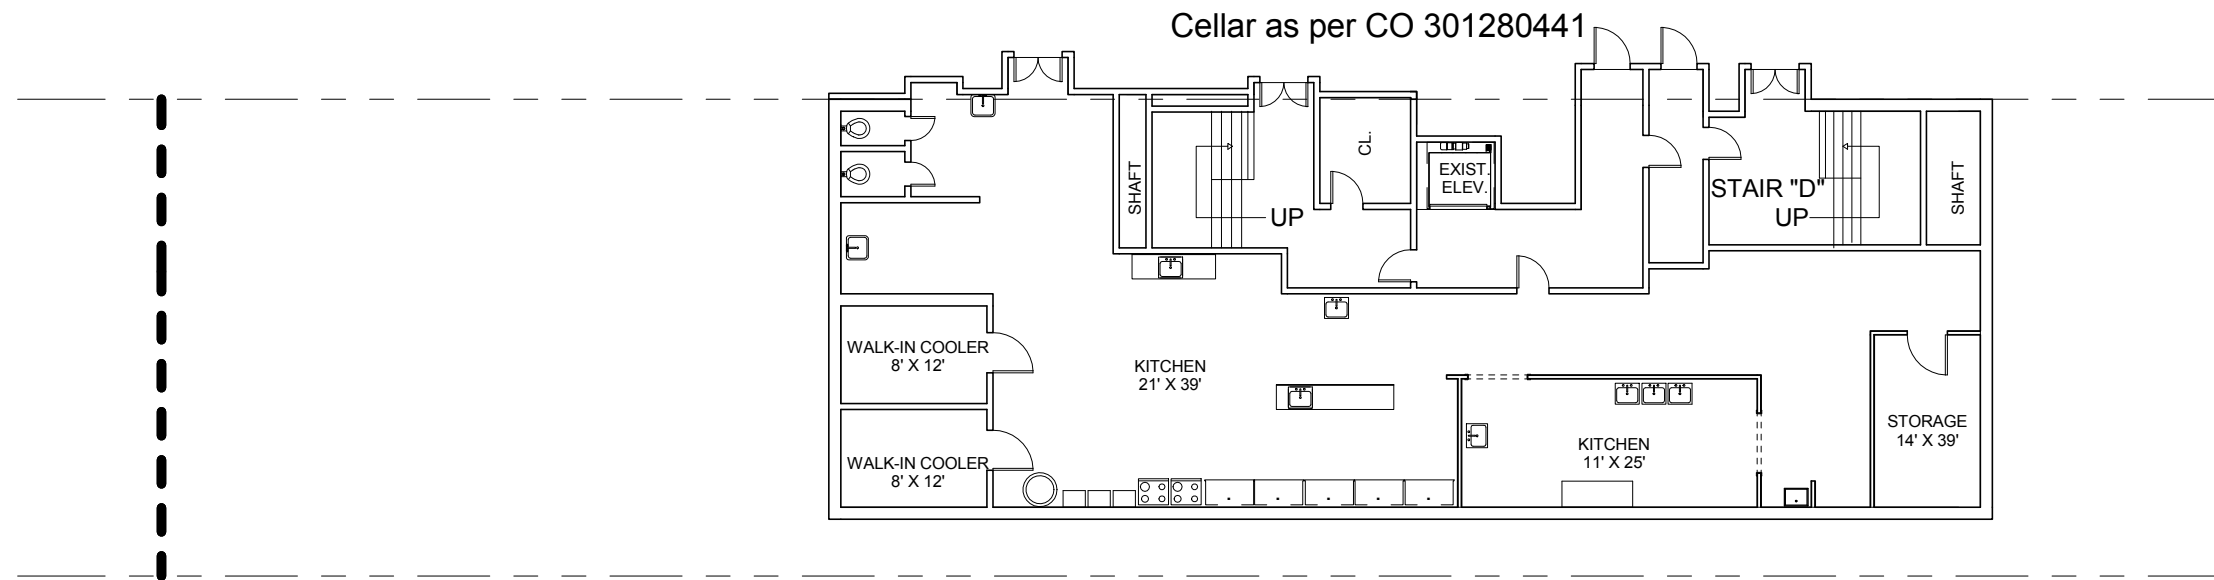 Cellar as per CO 301280441
SHAFT
UP
CL.
EXIST.
ELEV.
STAIR "D"
UP
SHAFT
WALK-IN COOLER
8' X 12'
KITCHEN
21' X 39'
WALK-IN COOLER
8' X 12'
KITCHEN
11' X 25'
STORAGE
14' X 39'